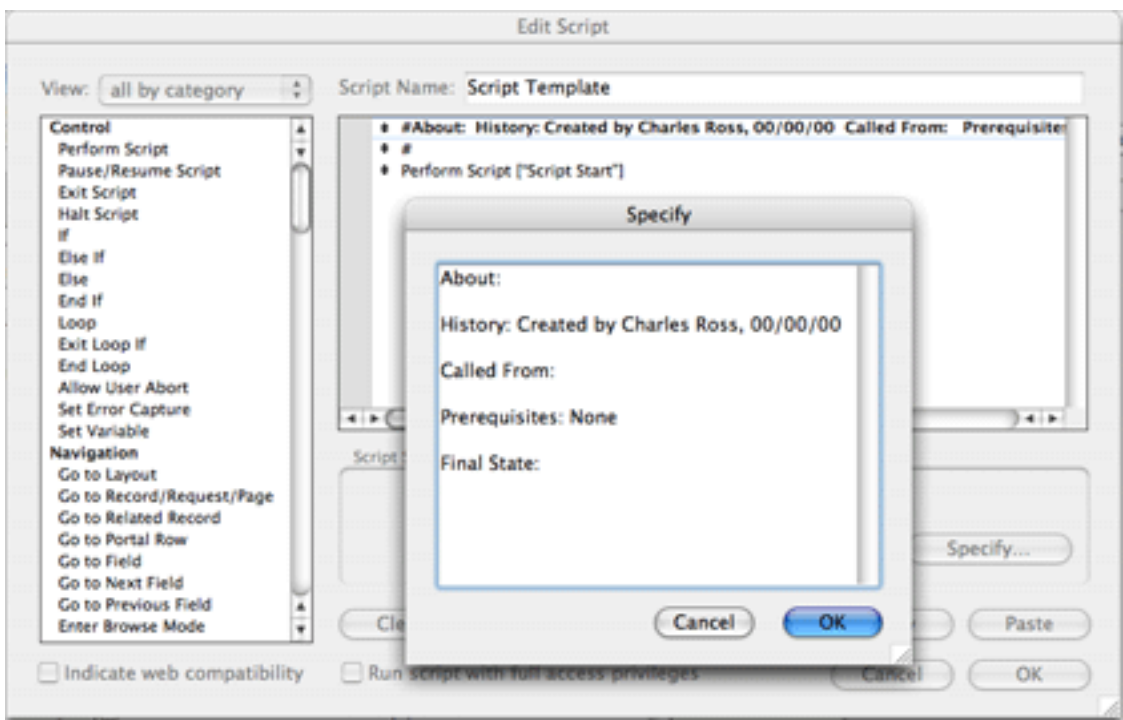 Edit Script
View: all by category
Script Name: Script Template
Control
Perform Script
Pause/Resume Script
Exit Script
Halt Script
If
Else If
Else
End If
Loop
Exit Loop If
End Loop
Allow User Abort
Set Error Capture
Set Variable
Navigation
Go to Layout
Go to Record/Request/Page
Go to Related Record
Go to Portal Row
Go to Field
Go to Next Field
Go to Previous Field
Enter Browse Mode
#About: History: Created by Charles Ross, 00/00/00 Called From: Prerequisites
#
Perform Script ["Script Start"]
Specify
About:
History: Created by Charles Ross, 00/00/00
Called From:
Prerequisites: None
Final State:
Cancel OK
Script
Specify...
Cle
Paste
Indicate web compatibility
Run script with full access privileges
Cancel
OK